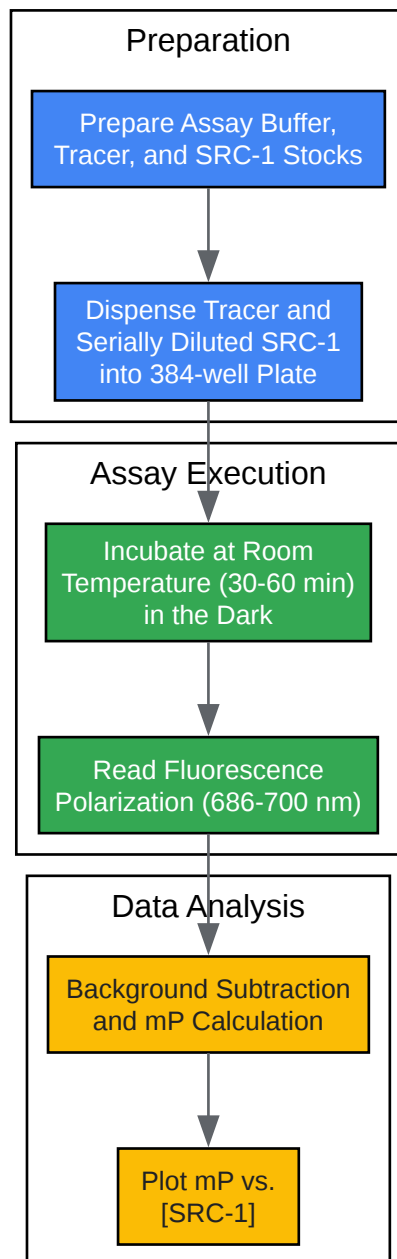 Preparation
Prepare Assay Buffer,
Tracer, and SRC-1 Stocks
Dispense Tracer and
Serially Diluted SRC-1
into 384-well Plate
Assay Execution
Incubate at Room
Temperature (30-60 min)
in the Dark
Read Fluorescence
Polarization (686-700 nm)
Data Analysis
Background Subtraction
and mP Calculation
Plot mP vs.
[SRC-1]